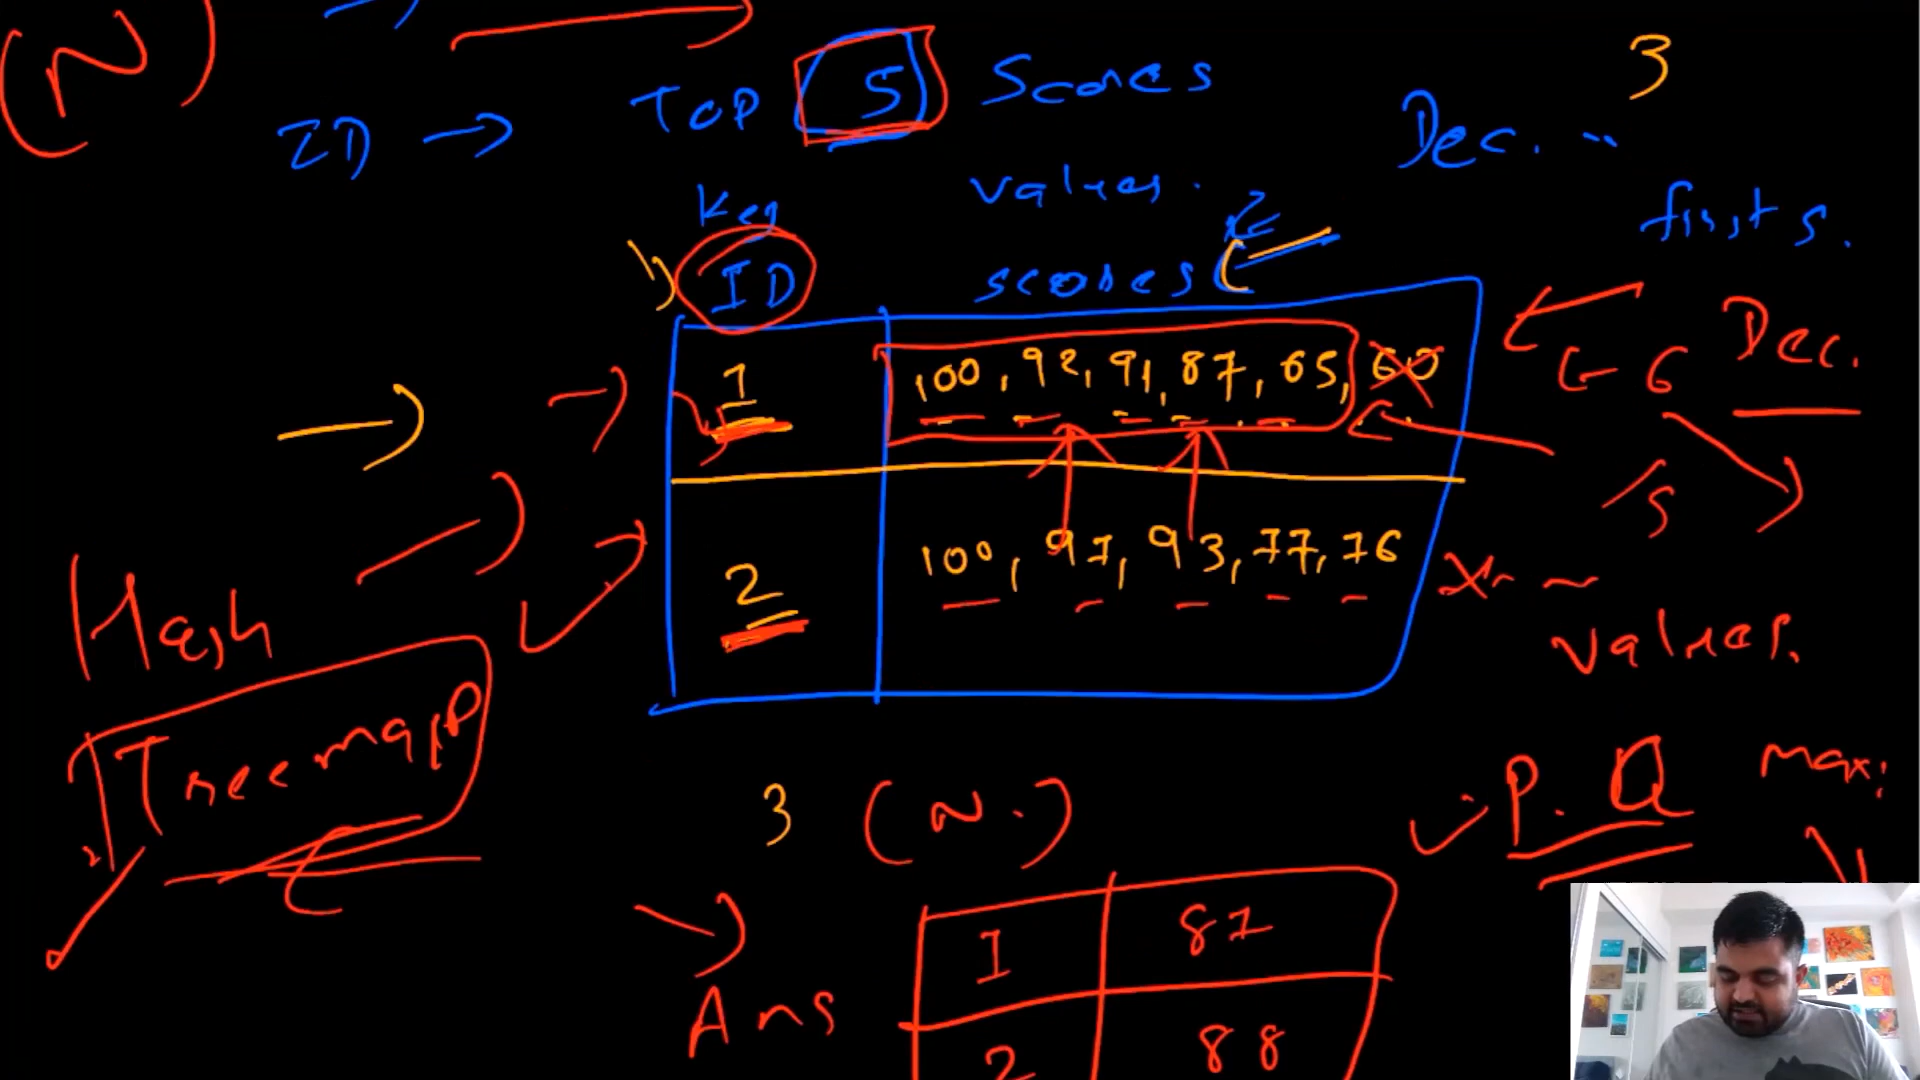 (N)
ID → TOP 5 Scores
3
Dec.
Key
values.
first 5.
1)
ID
scores
1
100, 92, 91, 87, 65, 60
← 6 Dec.
5
2
100, 97, 93, 77, 76
values.
Hash
Treemap
3 (N.)
P.Q
max:
1 87
Ans
2 88